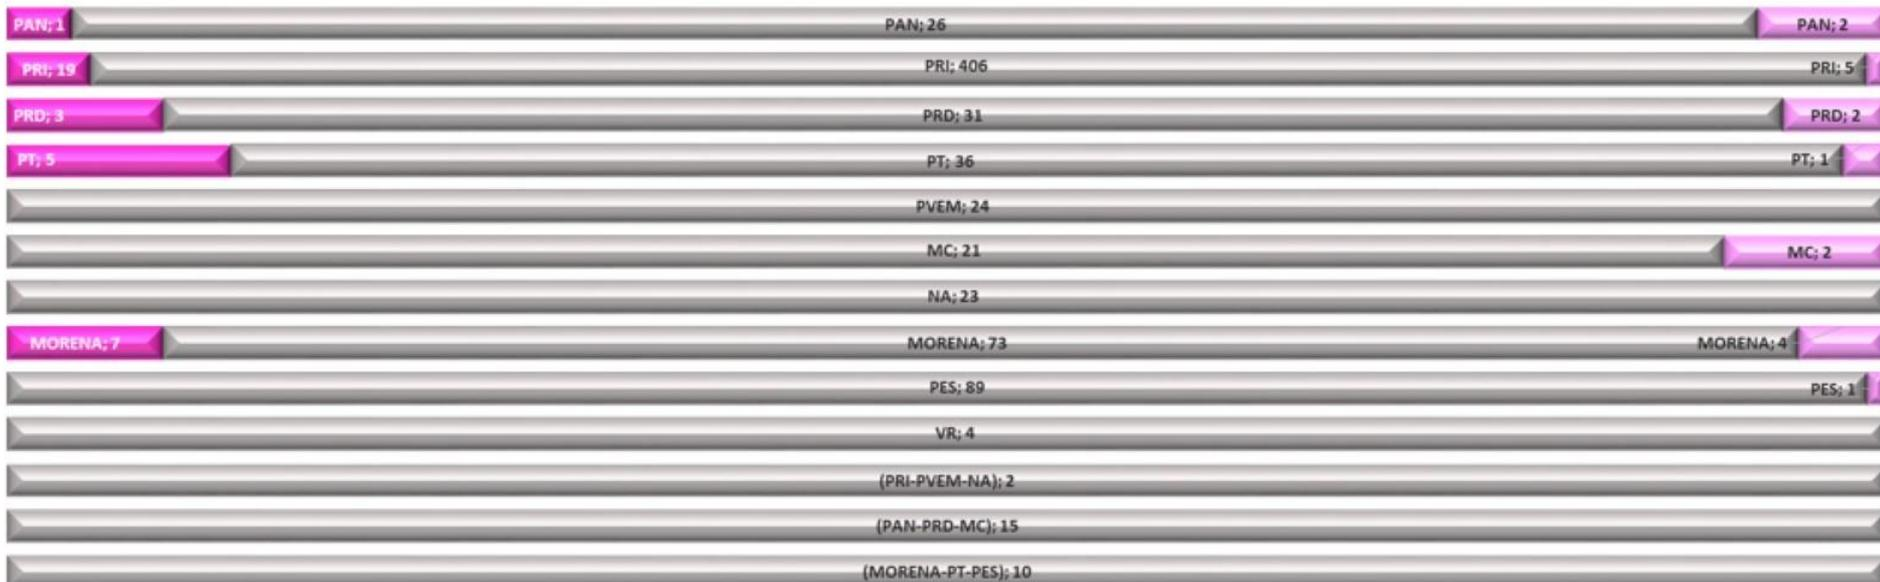 PAN; 1 PAN; 26 PAN; 2
PRI; 19 PRI; 406 PRI; 5
PRD; 3 PRD; 31 PRD; 2
PT; 5 PT; 36 PT; 1
PVEM; 24
MC; 21 MC; 2
NA; 23
MORENA; 7 MORENA; 73 MORENA; 4
PES; 89 PES; 1
VR; 4
(PRI-PVEM-NA); 2
(PAN-PRD-MC); 15
(MORENA-PT-PES); 10